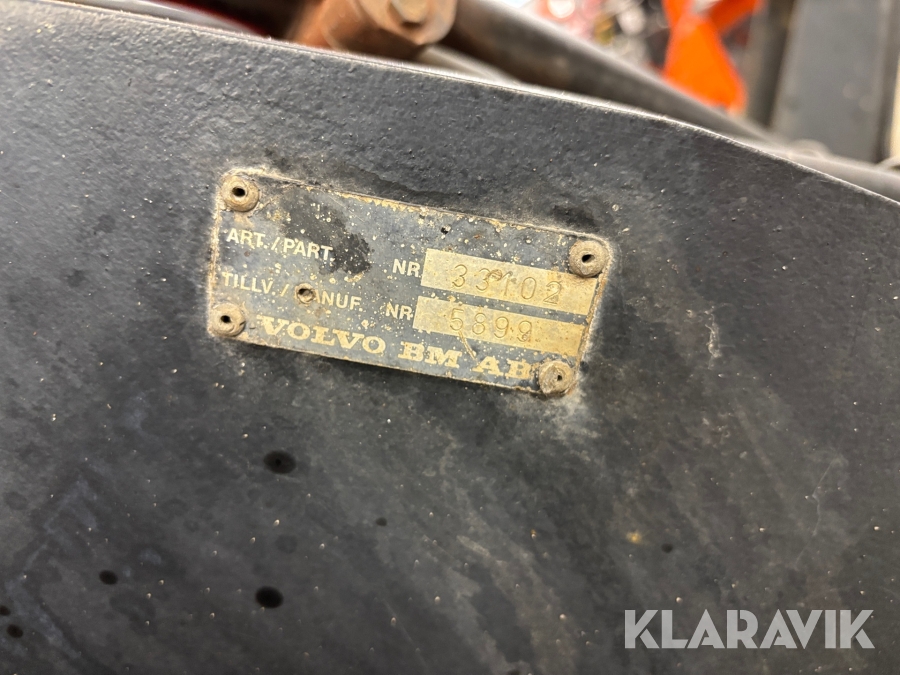 ART./PART. NR. 33102
TILLV./MANUF. NR. 5899
VOLVO BM AB
KLARAVIK